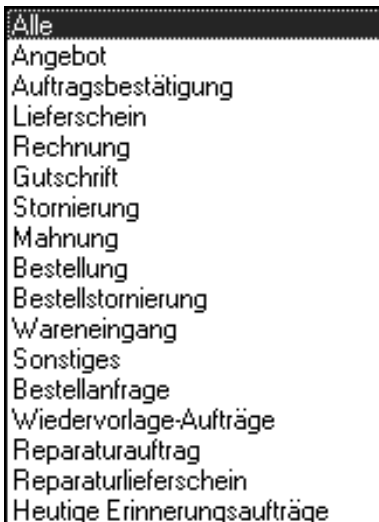 Alle
Angebot
Auftragsbestätigung
Lieferschein
Rechnung
Gutschrift
Stornierung
Mahnung
Bestellung
Bestellstornierung
Wareneingang
Sonstiges
Bestellanfrage
Wiedervorlage-Aufträge
Reparaturauftrag
Reparaturlieferschein
Heutige Erinnerungsaufträge